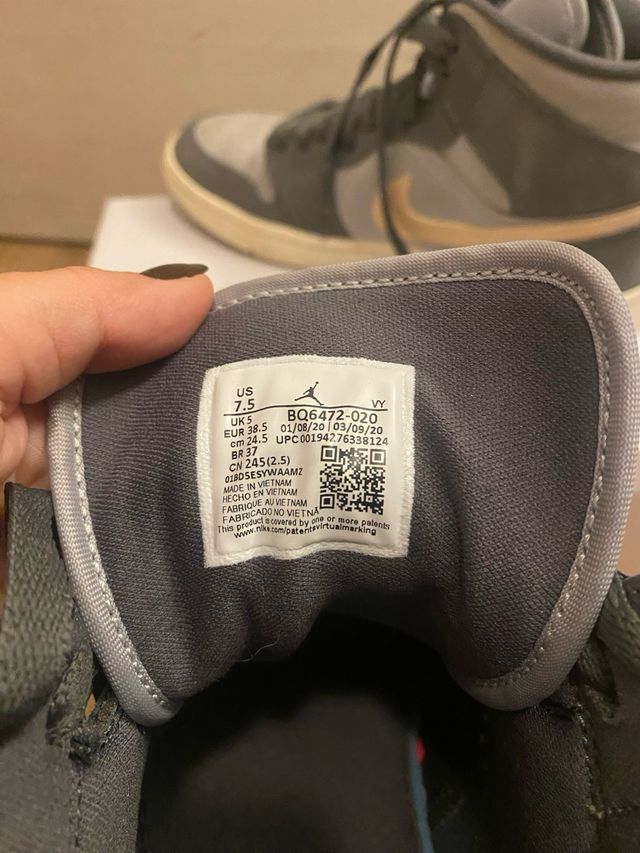 US
7.5 VY
UK 5 BQ6472-020
EUR 38.5 01/08/20 | 03/09/20
cm 24.5 UPC 00194276338124
BR 37
CN 245(2.5)
01BD5ESYWAAMZ
MADE IN VIETNAM
HECHO EN VIETNAM
FABRIQUE AU VIETNAM
FABRICADO NO VIETNÃ
This product is covered by one or more patents
www.nike.com/patentsvirtualmarking